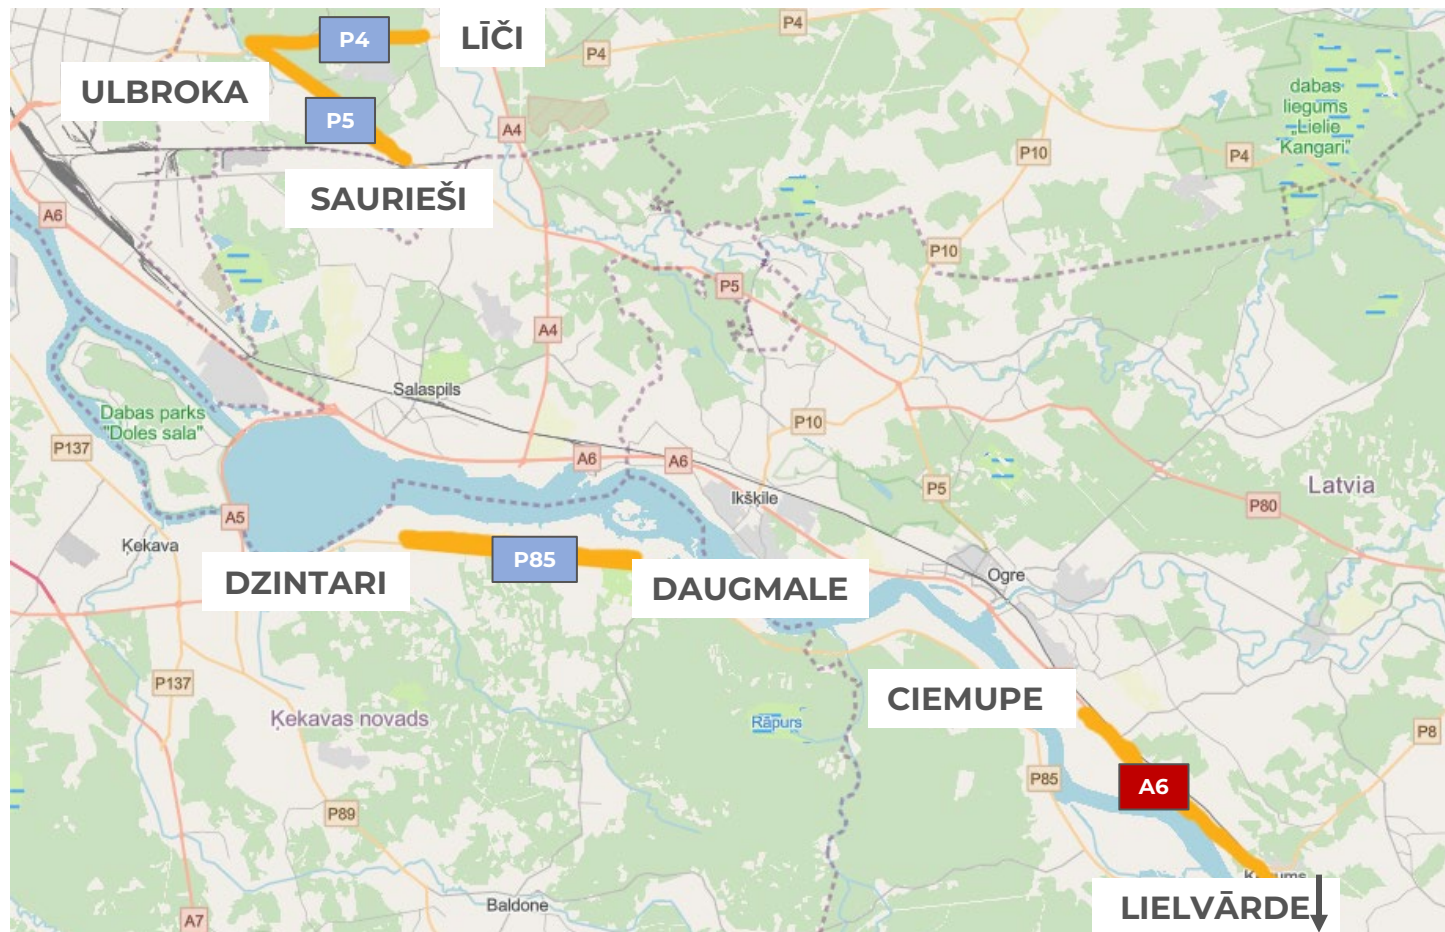 P4
LĪČI
P4
P4
ULBROKA
P5
A4
SAURIEŠI
dabas
liegums
„Lielie
Kangari”
P10
P4
A6
P10
P5
A4
Salaspils
Dabas parks
"Doles sala"
P137
P10
A6
A6
P5
Ikšķile
Latvia
P80
A5
Ķekava
P85
DZINTARI
DAUGMALE
Ogre
P137
CIEMUPE
Ķekavas novads
Rāpurs
P8
P85
A6
P89
Baldone
A7
LIELVĀRDE